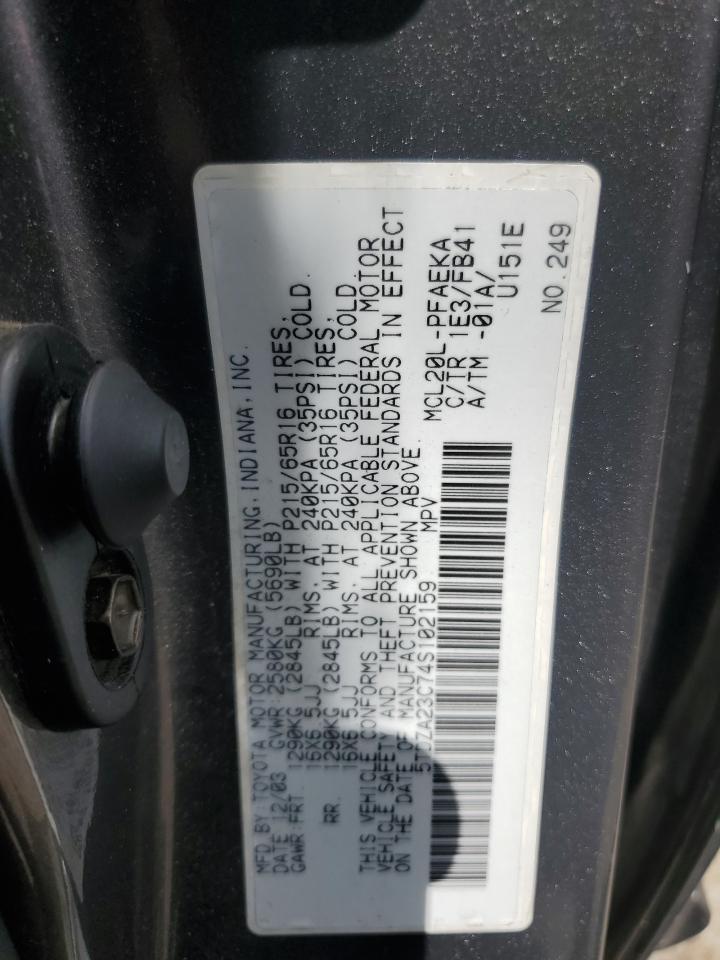 MFD. BY TOYOTA MOTOR MANUFACTURING, INDIANA, INC.
DATE 12/03 GVWR:2580KG (5690LB)
GAWR:FRT. 1290KG (2845LB) WITH P215/65R16 TIRES,
16X6.5JJ RIMS, AT 240KPA (35PSI) COLD.
RR. 1290KG (2845LB) WITH P215/65R16 TIRES,
16X6.5JJ RIMS, AT 240KPA (35PSI) COLD.
THIS VEHICLE CONFORMS TO ALL APPLICABLE FEDERAL MOTOR
VEHICLE SAFETY AND THEFT PREVENTION STANDARDS IN EFFECT
ON THE DATE OF MANUFACTURE SHOWN ABOVE.
5TDZA23C74S102159 MPV
MCL20L-PFAEKA
C/TR 1E3/FB41
A/TM -01A/
U151E
NO. 249